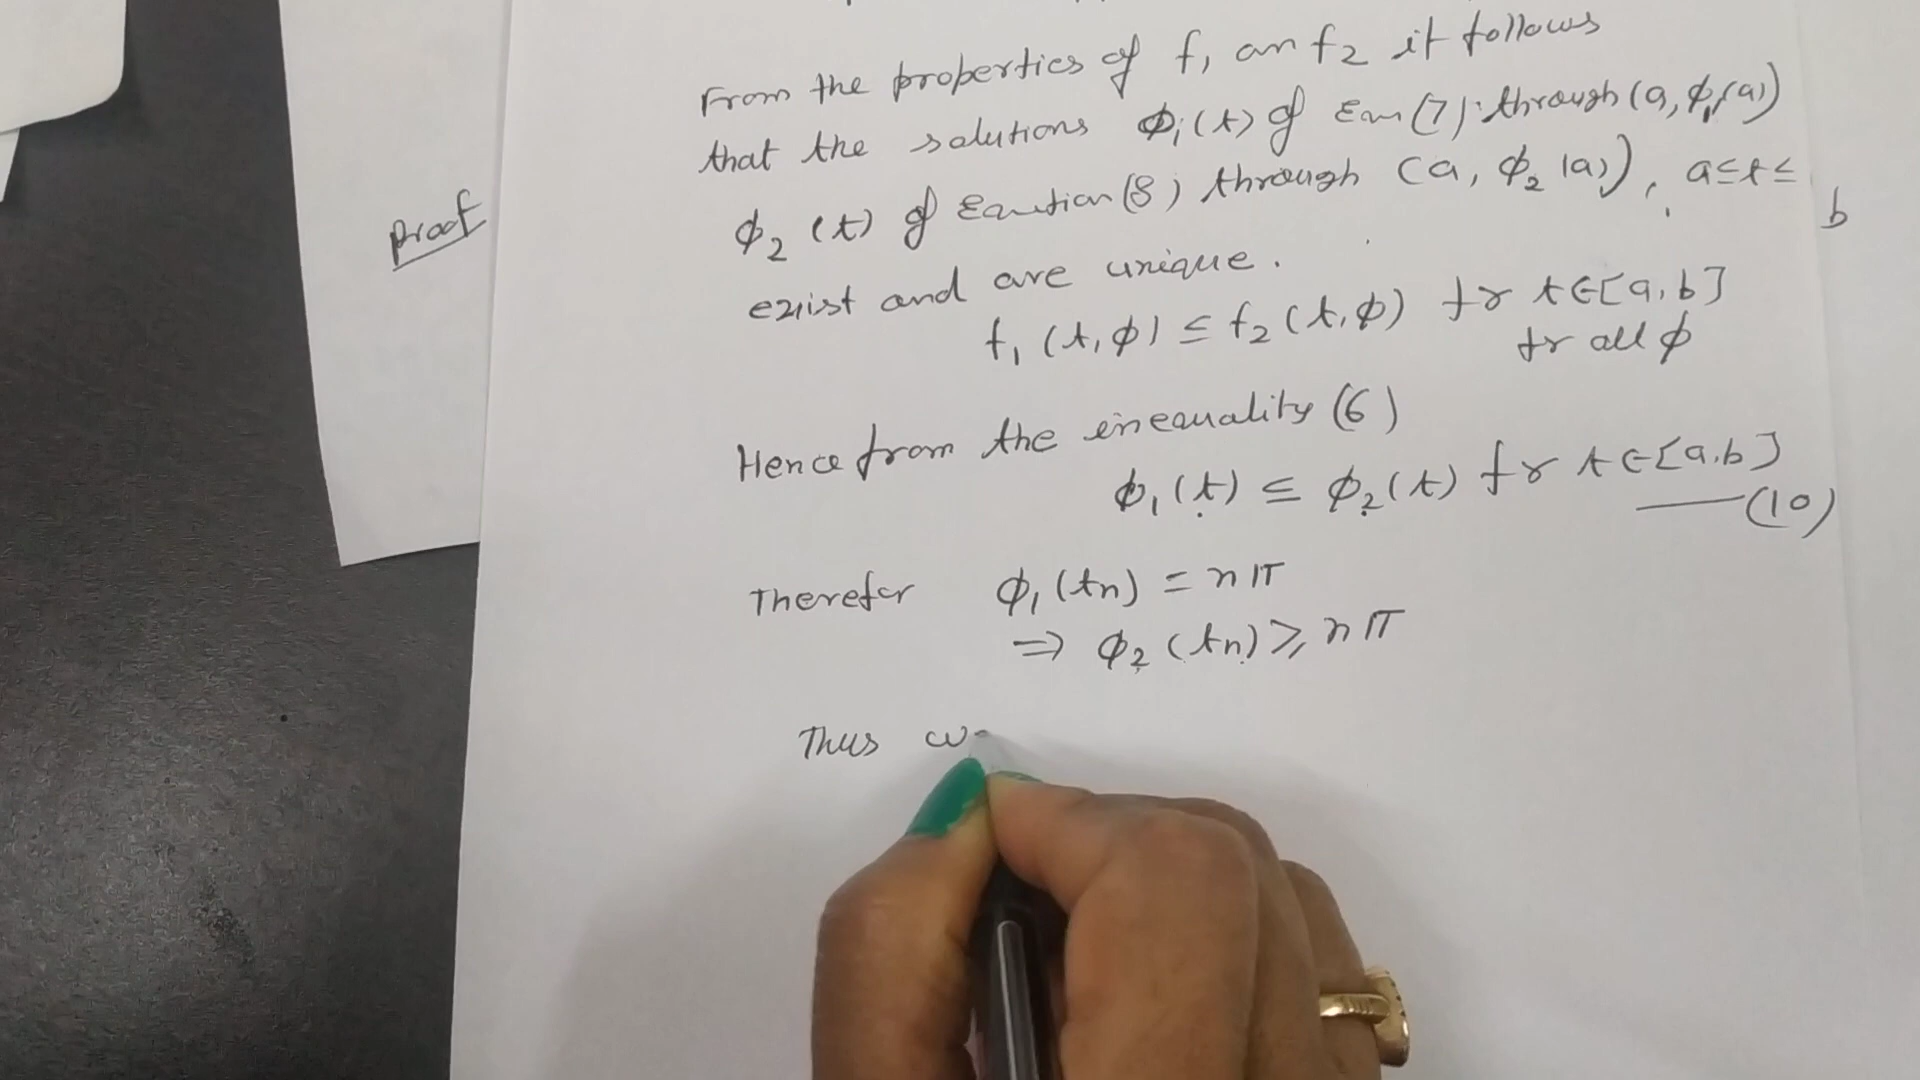 From the properties of f₁ an f₂ it follows
that the solutions ϕ₁(t) of Eqn (7) through (a, ϕ₁(a))
ϕ₂(t) of Equation (8) through (a, ϕ₂(a)), a≤t≤
b
Proof
exist and are unique.
f₁(t,ϕ) ≤ f₂(t,ϕ) for t∈[a,b]
for all ϕ
Hence from the inequality (6)
ϕ₁(t) ≤ ϕ₂(t) for t∈[a,b]
—(10)
Therefor ϕ₁(tn) = nπ
⇒ ϕ₂(tn) ≥ nπ
Thus we